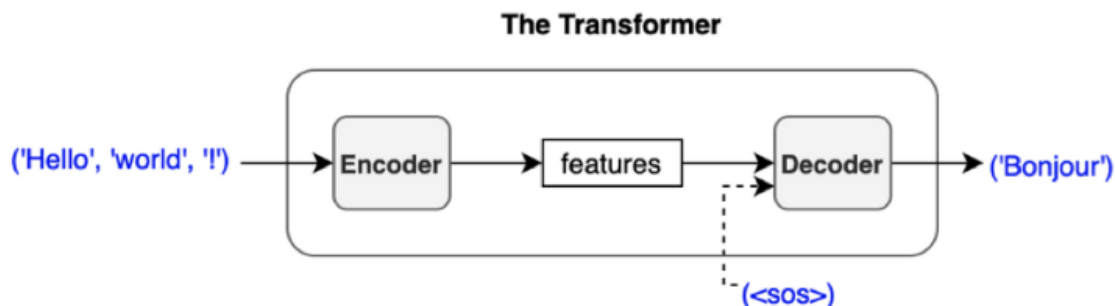 The Transformer
('Hello', 'world', '!')
Encoder
features
Decoder
('Bonjour')
(<sos>)